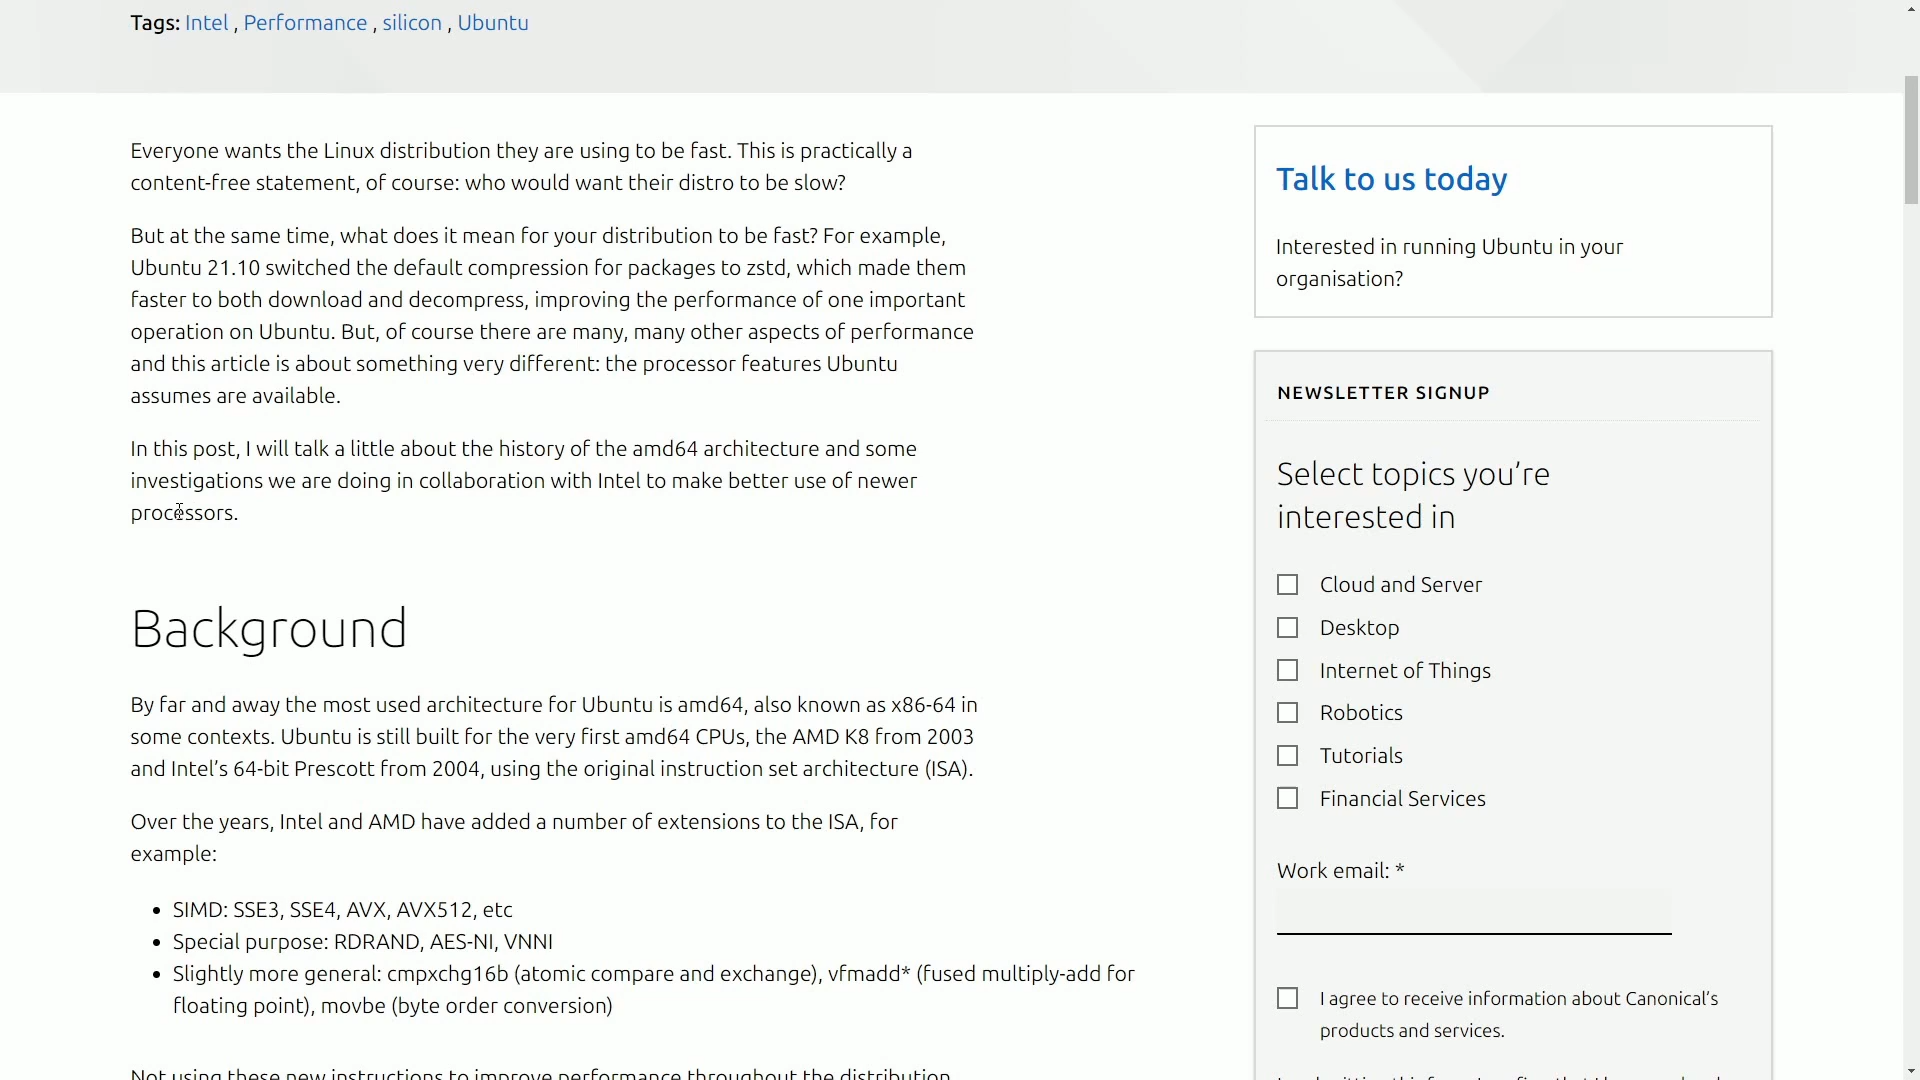 Tags: Intel , Performance , silicon , Ubuntu
Everyone wants the Linux distribution they are using to be fast. This is practically a
content-free statement, of course: who would want their distro to be slow?
But at the same time, what does it mean for your distribution to be fast? For example,
Ubuntu 21.10 switched the default compression for packages to zstd, which made them
faster to both download and decompress, improving the performance of one important
operation on Ubuntu. But, of course there are many, many other aspects of performance
and this article is about something very different: the processor features Ubuntu
assumes are available.
In this post, I will talk a little about the history of the amd64 architecture and some
investigations we are doing in collaboration with Intel to make better use of newer
processors.
Background
By far and away the most used architecture for Ubuntu is amd64, also known as x86-64 in
some contexts. Ubuntu is still built for the very first amd64 CPUs, the AMD K8 from 2003
and Intel’s 64-bit Prescott from 2004, using the original instruction set architecture (ISA).
Over the years, Intel and AMD have added a number of extensions to the ISA, for
example:
• SIMD: SSE3, SSE4, AVX, AVX512, etc
• Special purpose: RDRAND, AES-NI, VNNI
• Slightly more general: cmpxchg16b (atomic compare and exchange), vfmadd* (fused multiply-add for
floating point), movbe (byte order conversion)
Not using these new instructions to improve performance throughout the distribution
Talk to us today
Interested in running Ubuntu in your
organisation?
NEWSLETTER SIGNUP
Select topics you’re
interested in
Cloud and Server
Desktop
Internet of Things
Robotics
Tutorials
Financial Services
Work email: *
I agree to receive information about Canonical’s
products and services.